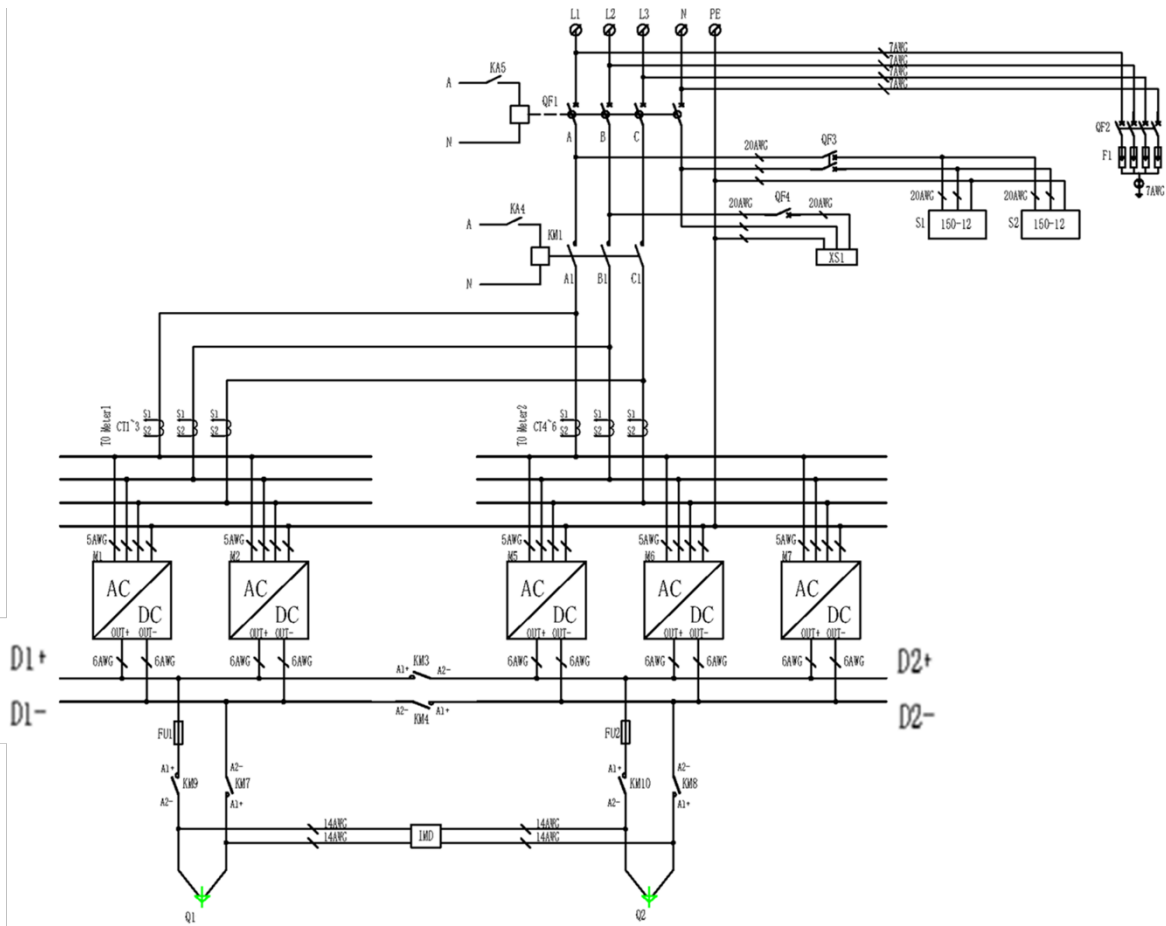 L1 L2 L3 N PE
7AWG
7AWG
7AWG
7AWG
A KA5
QF1
N
A B C
QF2
F1
7AWG
20AWG QF3
20AWG 20AWG
S1 150-12 S2 150-12
20AWG QF4 20AWG
XS1
A KA4
KM1
N
A1 B1 C1
TO Meter1 CT1~3 S1 S2 S1 S2 S1 S2
TO Meter2 CT4~6 S1 S2 S1 S2 S1 S2
5AWG 5AWG 5AWG 5AWG 5AWG
M1 M2 M5 M6 M7
AC AC AC AC AC
DC DC DC DC DC
OUT+ OUT- OUT+ OUT- OUT+ OUT- OUT+ OUT- OUT+ OUT-
6AWG 6AWG 6AWG 6AWG 6AWG 6AWG 6AWG 6AWG 6AWG 6AWG
D1+ A1+ KM3 A2- D2+
D1- A2- KM4 A1+ D2-
FU1 FU2
A1+ A2- A1+ A2-
KM9 KM7 KM10 KM8
A2- A1+ A2- A1+
14AWG 14AWG
14AWG IMD 14AWG
Q1 Q2